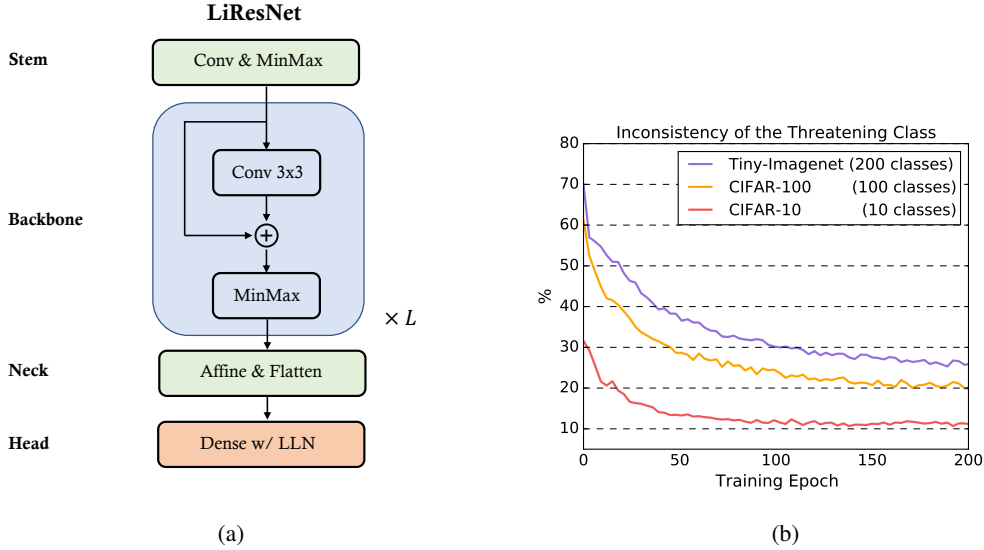 LiResNet
Stem
Conv & MinMax
Backbone
Conv 3x3
+
MinMax
× L
Neck
Affine & Flatten
Head
Dense w/ LLN
(a)
Inconsistency of the Threatening Class
80
70
60
50
40
30
20
10
%
Tiny-Imagenet (200 classes)
CIFAR-100 (100 classes)
CIFAR-10 (10 classes)
0 50 100 150 200
Training Epoch
(b)